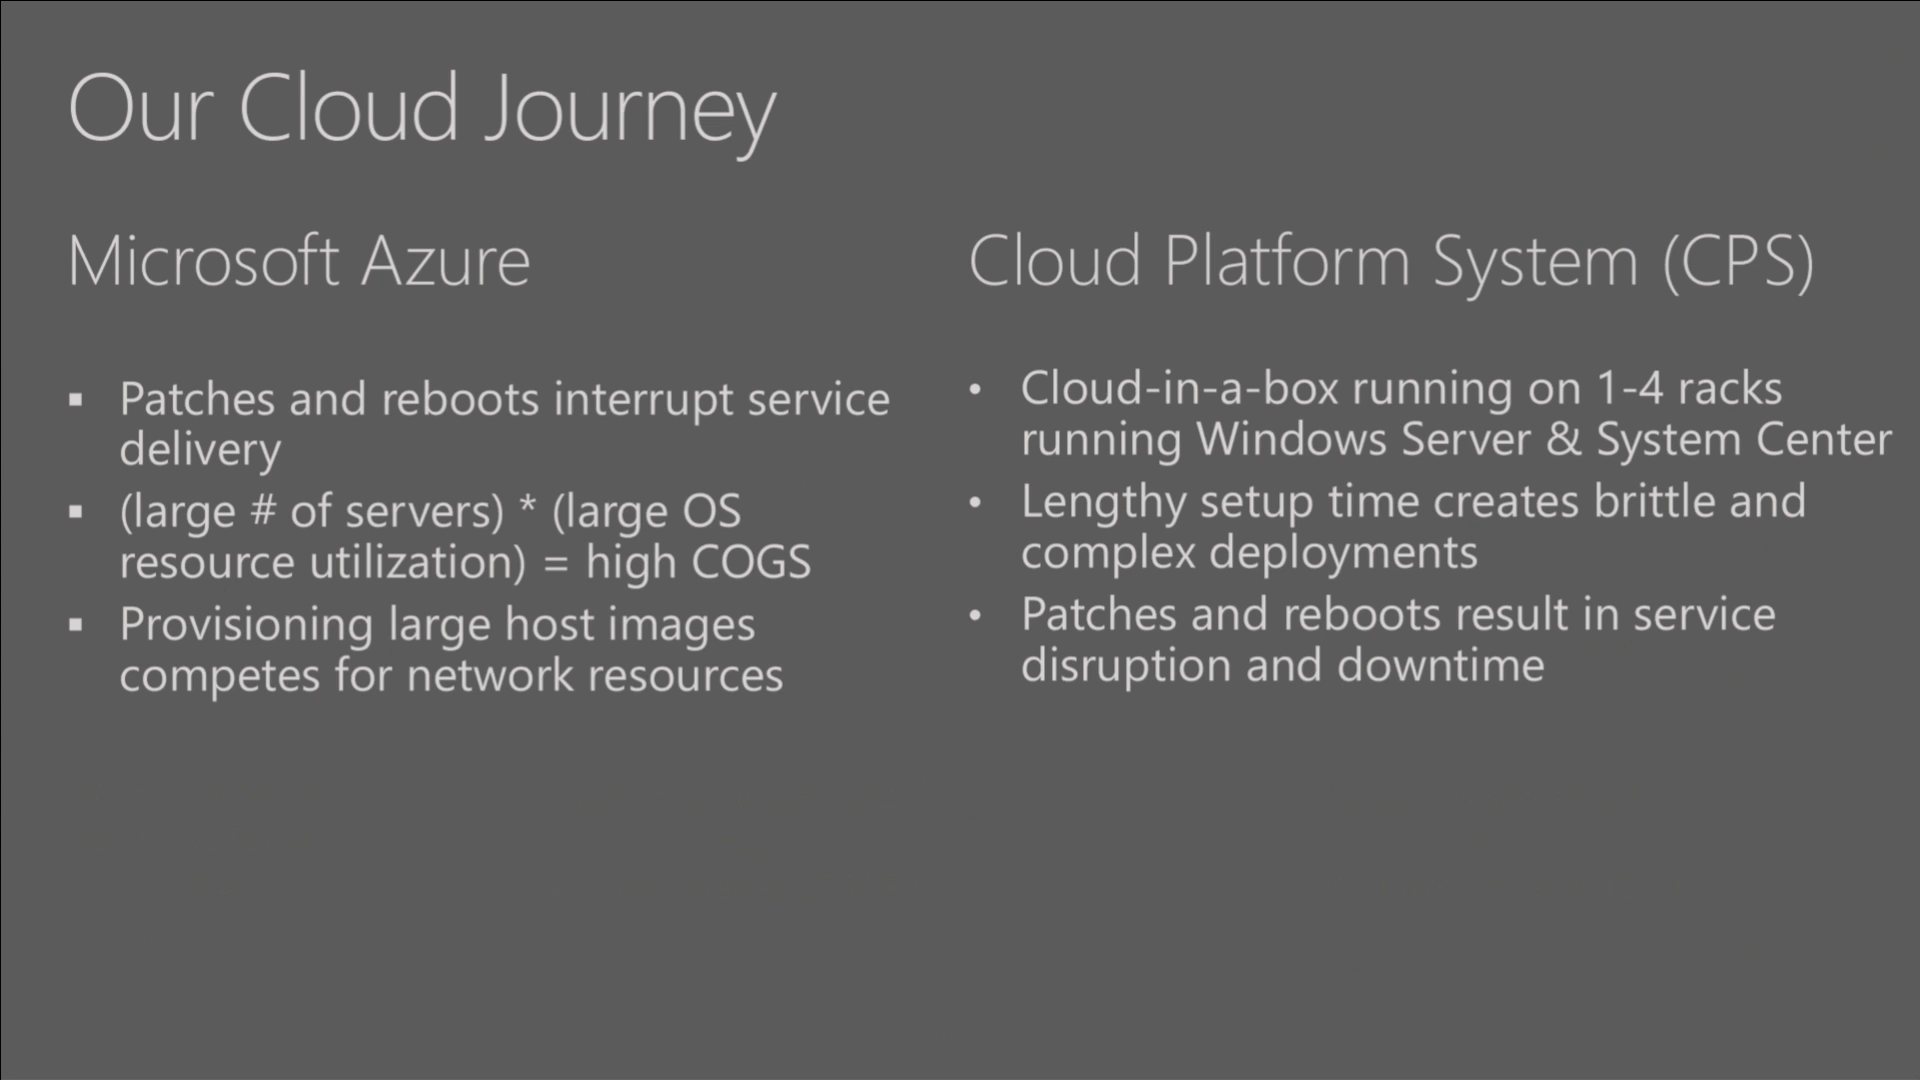 Our Cloud Journey
Microsoft Azure
▪ Patches and reboots interrupt service
delivery
▪ (large # of servers) * (large OS
resource utilization) = high COGS
▪ Provisioning large host images
competes for network resources
Cloud Platform System (CPS)
• Cloud-in-a-box running on 1-4 racks
running Windows Server & System Center
• Lengthy setup time creates brittle and
complex deployments
• Patches and reboots result in service
disruption and downtime